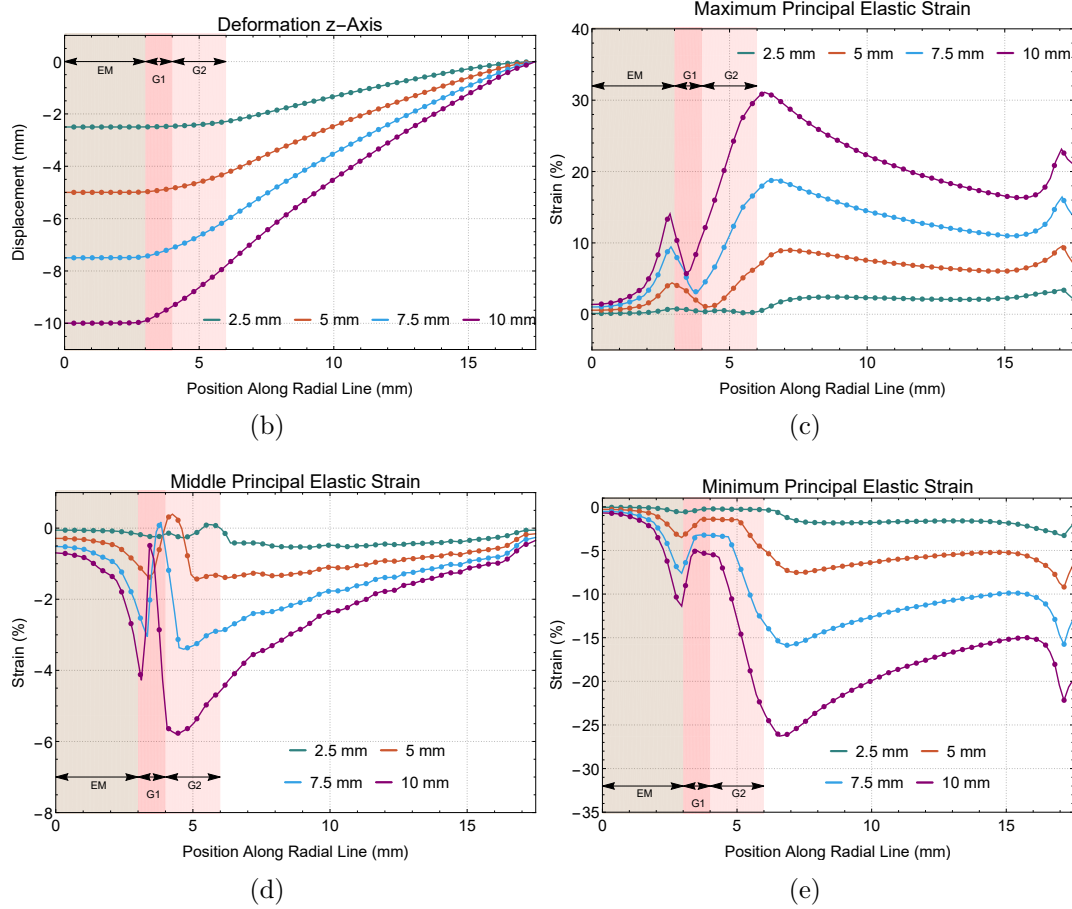 Deformation z−Axis
0
−2
−4
−6
−8
−10
Displacement (mm)
EM
G1
G2
2.5 mm 5 mm 7.5 mm 10 mm
0 5 10 15
Position Along Radial Line (mm)
(b)
Maximum Principal Elastic Strain
40
30
20
10
0
Strain (%)
2.5 mm 5 mm 7.5 mm 10 mm
EM
G1
G2
0 5 10 15
Position Along Radial Line (mm)
(c)
Middle Principal Elastic Strain
0
−2
−4
−6
−8
Strain (%)
2.5 mm 5 mm
7.5 mm 10 mm
EM
G1
G2
0 5 10 15
Position Along Radial Line (mm)
(d)
Minimum Principal Elastic Strain
0
−5
−10
−15
−20
−25
−30
−35
Strain (%)
2.5 mm 5 mm
7.5 mm 10 mm
EM
G1
G2
0 5 10 15
Position Along Radial Line (mm)
(e)